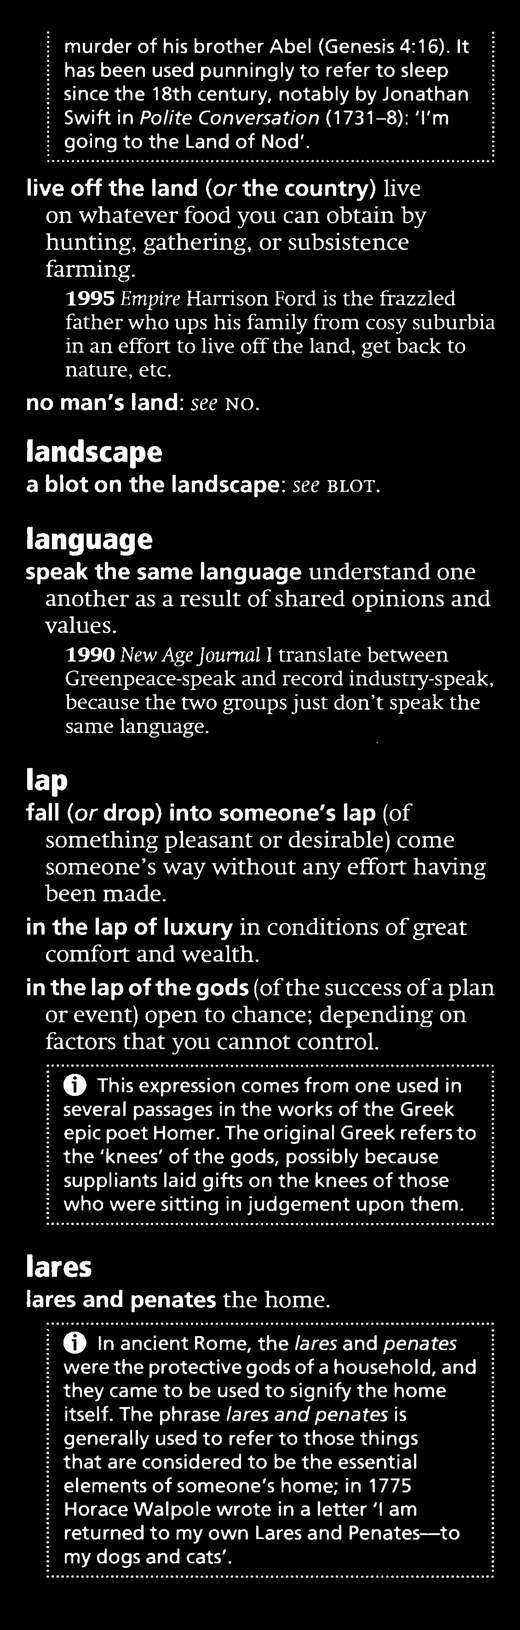 murder of his brother Abel (Genesis 4:16). It
has been used punningly to refer to sleep
since the 18th century, notably by Jonathan
Swift in Polite Conversation (1731–8): ‘I’m
going to the Land of Nod’.
live off the land (or the country) live
on whatever food you can obtain by
hunting, gathering, or subsistence
farming.
1995 Empire Harrison Ford is the frazzled
father who ups his family from cosy suburbia
in an effort to live off the land, get back to
nature, etc.
no man’s land: see NO.
landscape
a blot on the landscape: see BLOT.
language
speak the same language understand one
another as a result of shared opinions and
values.
1990 New Age Journal I translate between
Greenpeace-speak and record industry-speak,
because the two groups just don’t speak the
same language.
lap
fall (or drop) into someone’s lap (of
something pleasant or desirable) come
someone’s way without any effort having
been made.
in the lap of luxury in conditions of great
comfort and wealth.
in the lap of the gods (of the success of a plan
or event) open to chance; depending on
factors that you cannot control.
This expression comes from one used in
several passages in the works of the Greek
epic poet Homer. The original Greek refers to
the ‘knees’ of the gods, possibly because
suppliants laid gifts on the knees of those
who were sitting in judgement upon them.
lares
lares and penates the home.
In ancient Rome, the lares and penates
were the protective gods of a household, and
they came to be used to signify the home
itself. The phrase lares and penates is
generally used to refer to those things
that are considered to be the essential
elements of someone’s home; in 1775
Horace Walpole wrote in a letter ‘I am
returned to my own Lares and Penates—to
my dogs and cats’.